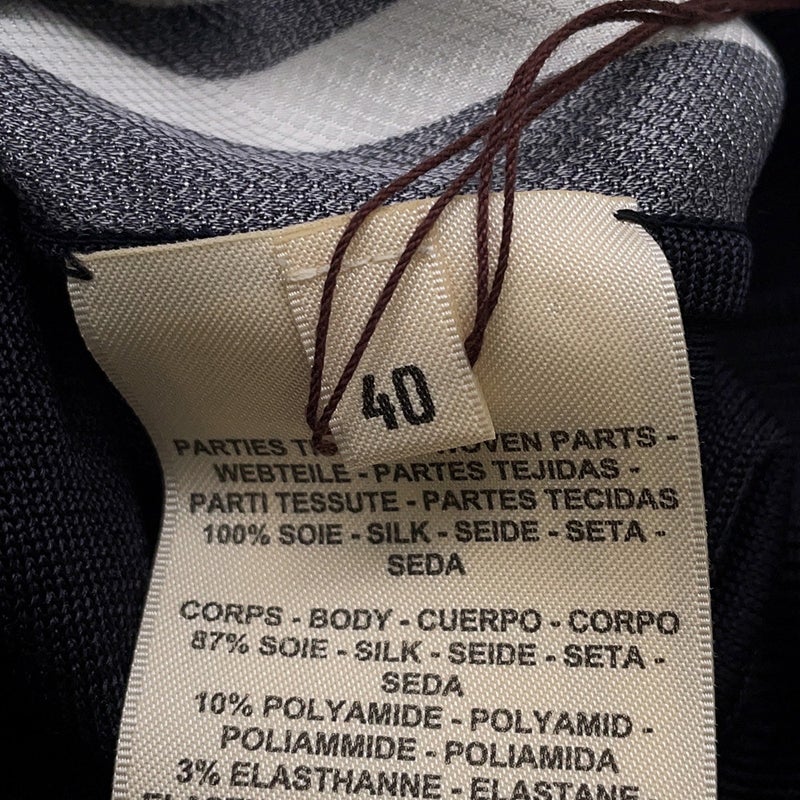 40
PARTIES WOVEN PARTS -
WEBTEILE - PARTES TEJIDAS -
PARTI TESSUTE - PARTES TECIDAS
100% SOIE - SILK - SEIDE - SETA -
SEDA
CORPS - BODY - CUERPO - CORPO
87% SOIE - SILK - SEIDE - SETA -
SEDA
10% POLYAMIDE - POLYAMID -
POLIAMMIDE - POLIAMIDA
3% ELASTHANNE - ELASTANE